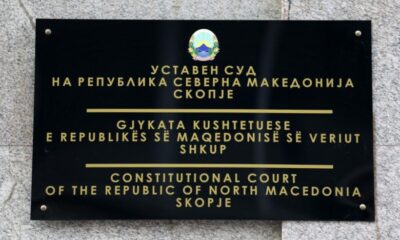 УСТАВЕН СУД
НА РЕПУБЛИКА СЕВЕРНА МАКЕДОНИЈА
СКОПЈЕ
GJYKATA KUSHTETUESE
E REPUBLIKËS SË MAQEDONISË SË VERIUT
SHKUP
CONSTITUTIONAL COURT
OF THE REPUBLIC OF NORTH MACEDONIA
SKOPJE